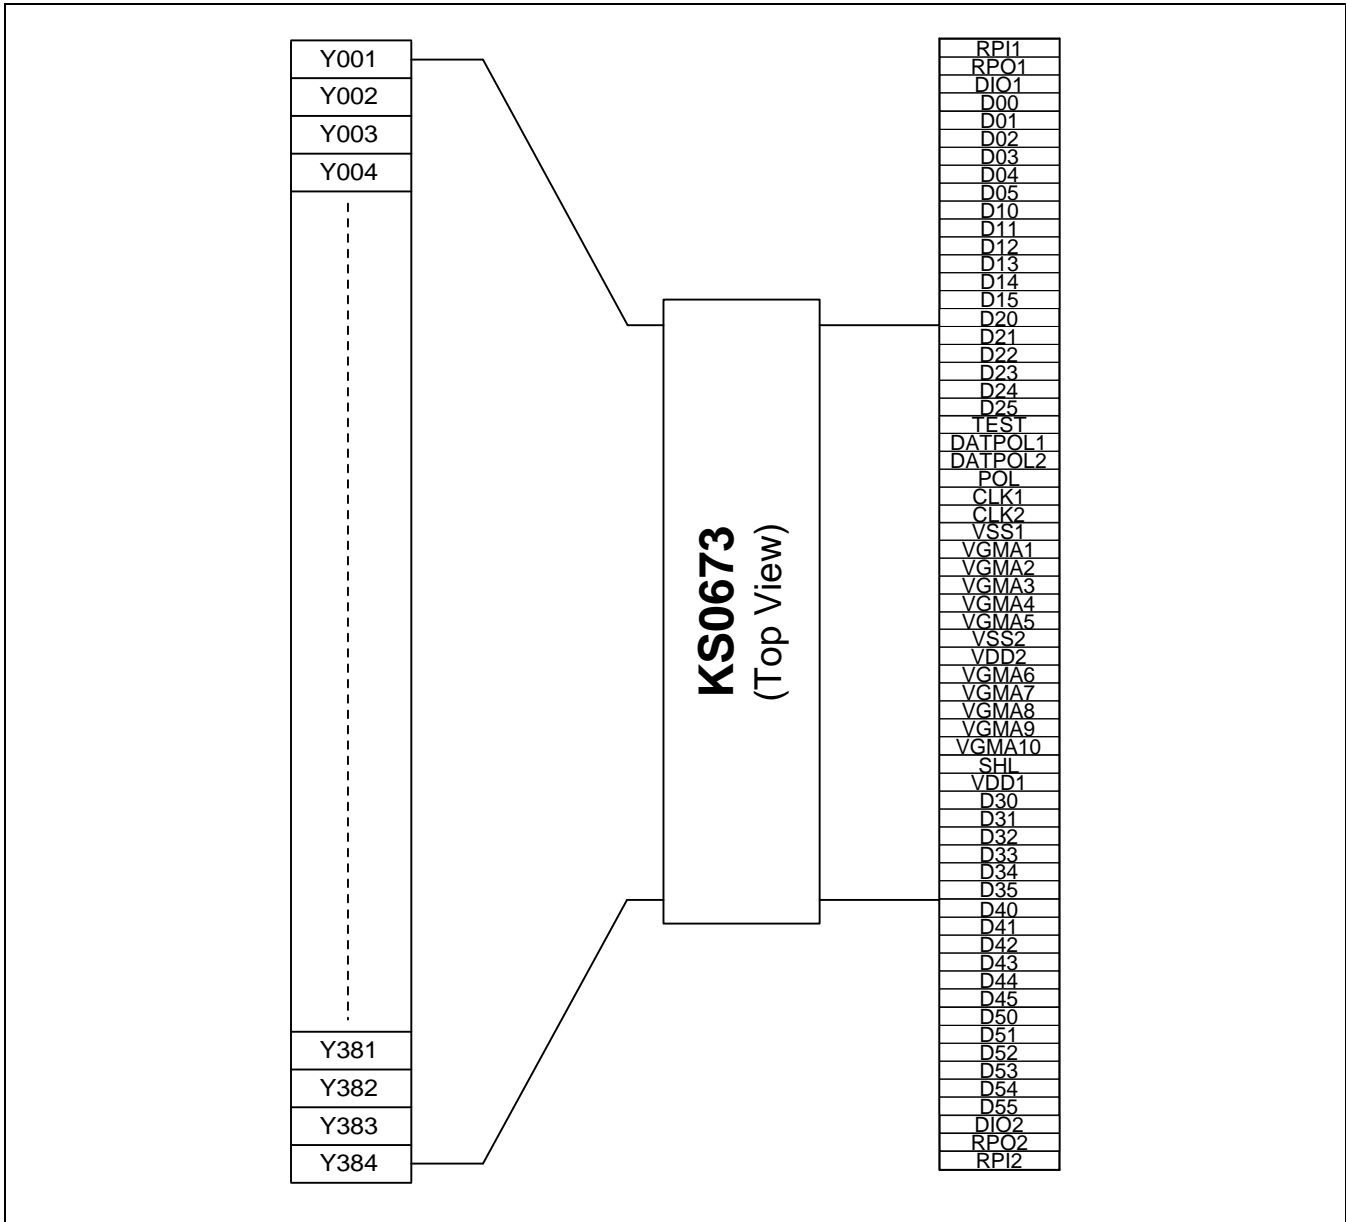 Y001
Y002
Y003
Y004
Y381
Y382
Y383
Y384
KS0673
(Top View)
RPI1
RPO1
DIO1
D00
D01
D02
D03
D04
D05
D10
D11
D12
D13
D14
D15
D20
D21
D22
D23
D24
D25
TEST
DATPOL1
DATPOL2
POL
CLK1
CLK2
VSS1
VGMA1
VGMA2
VGMA3
VGMA4
VGMA5
VSS2
VDD2
VGMA6
VGMA7
VGMA8
VGMA9
VGMA10
SHL
VDD1
D30
D31
D32
D33
D34
D35
D40
D41
D42
D43
D44
D45
D50
D51
D52
D53
D54
D55
DIO2
RPO2
RPI2